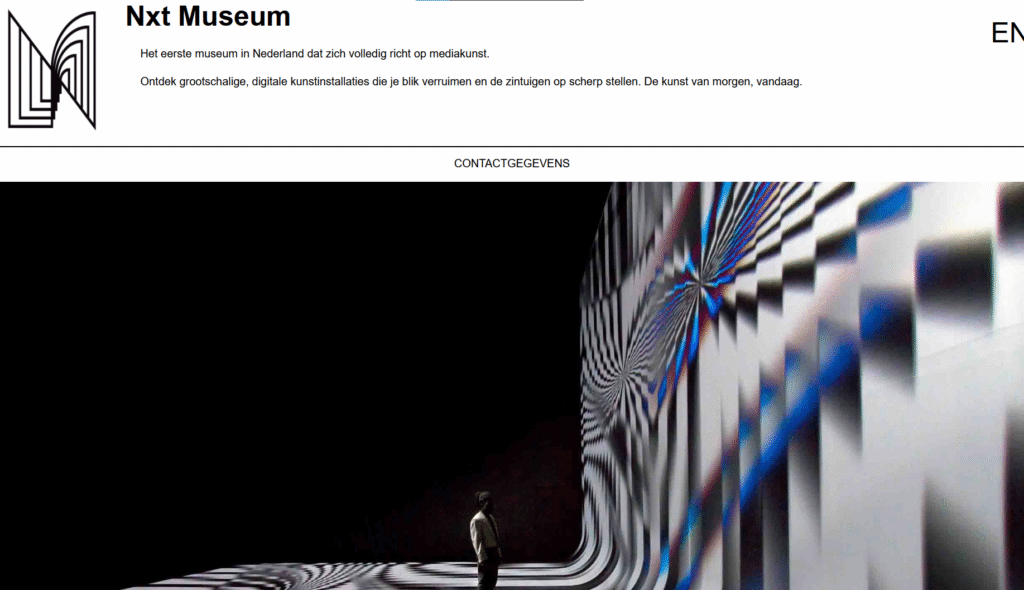 Nxt Museum
EN
Het eerste museum in Nederland dat zich volledig richt op mediakunst.
Ontdek grootschalige, digitale kunstinstallaties die je blik verruimen en de zintuigen op scherp stellen. De kunst van morgen, vandaag.
CONTACTGEGEVENS